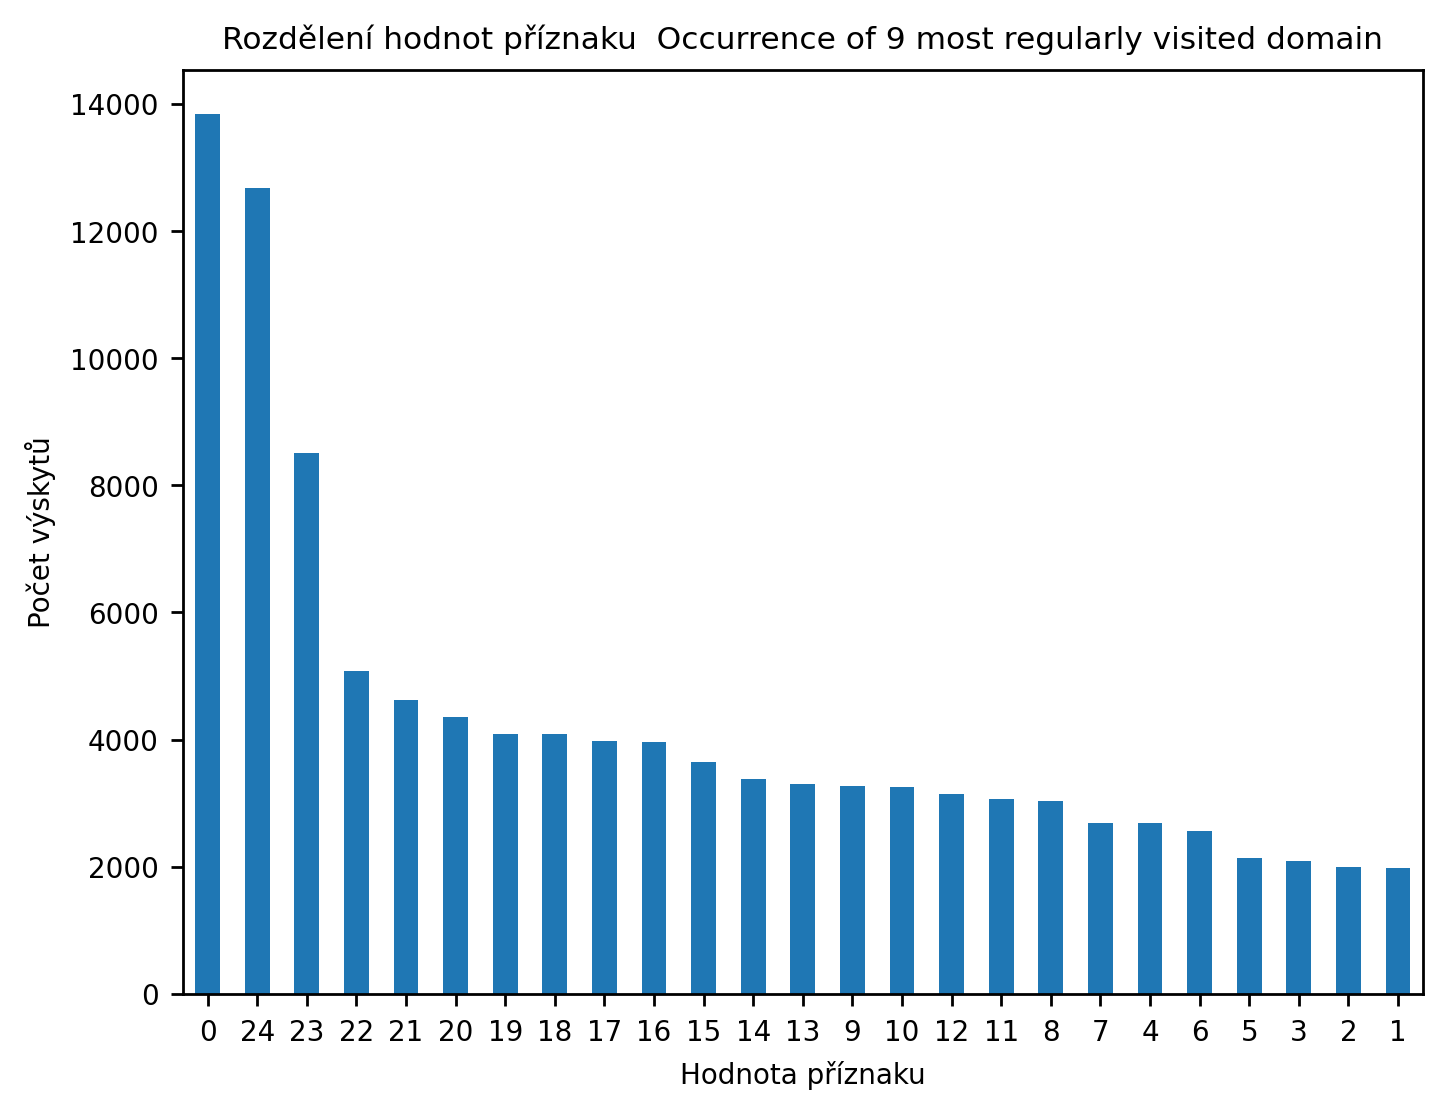 Rozdělení hodnot příznaku  Occurrence of 9 most regularly visited domain
14000
12000
10000
8000
6000
4000
2000
0
Počet výskytů
0 24 23 22 21 20 19 18 17 16 15 14 13 9 10 12 11 8 7 4 6 5 3 2 1
Hodnota příznaku